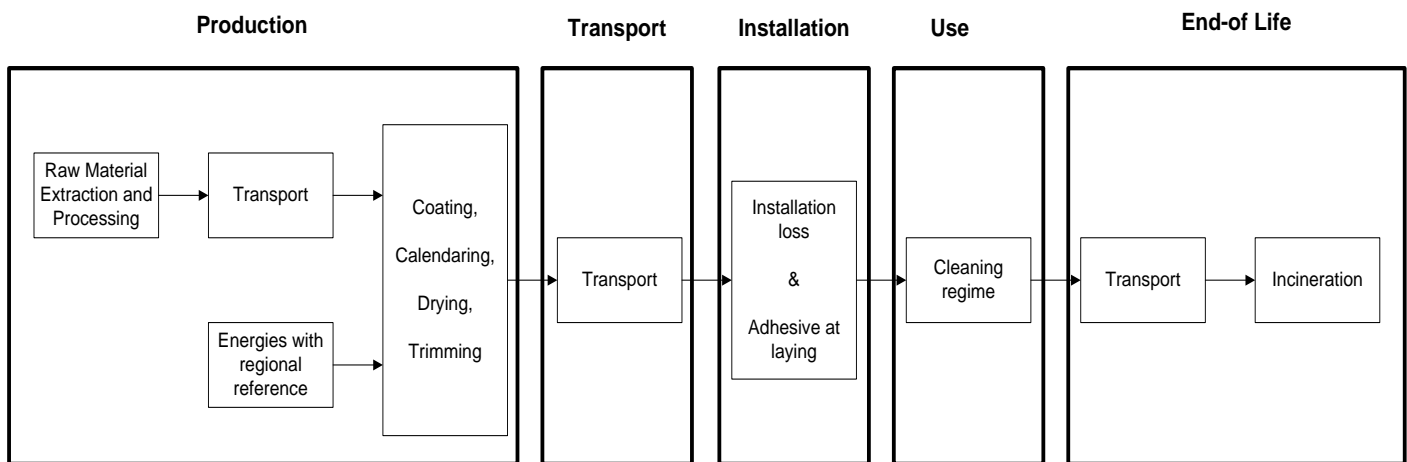 Production
Transport
Installation
Use
End-of Life
Raw Material
Extraction and
Processing
Transport
Energies with
regional
reference
Coating,
Calendaring,
Drying,
Trimming
Transport
Installation
loss
&
Adhesive at
laying
Cleaning
regime
Transport
Incineration